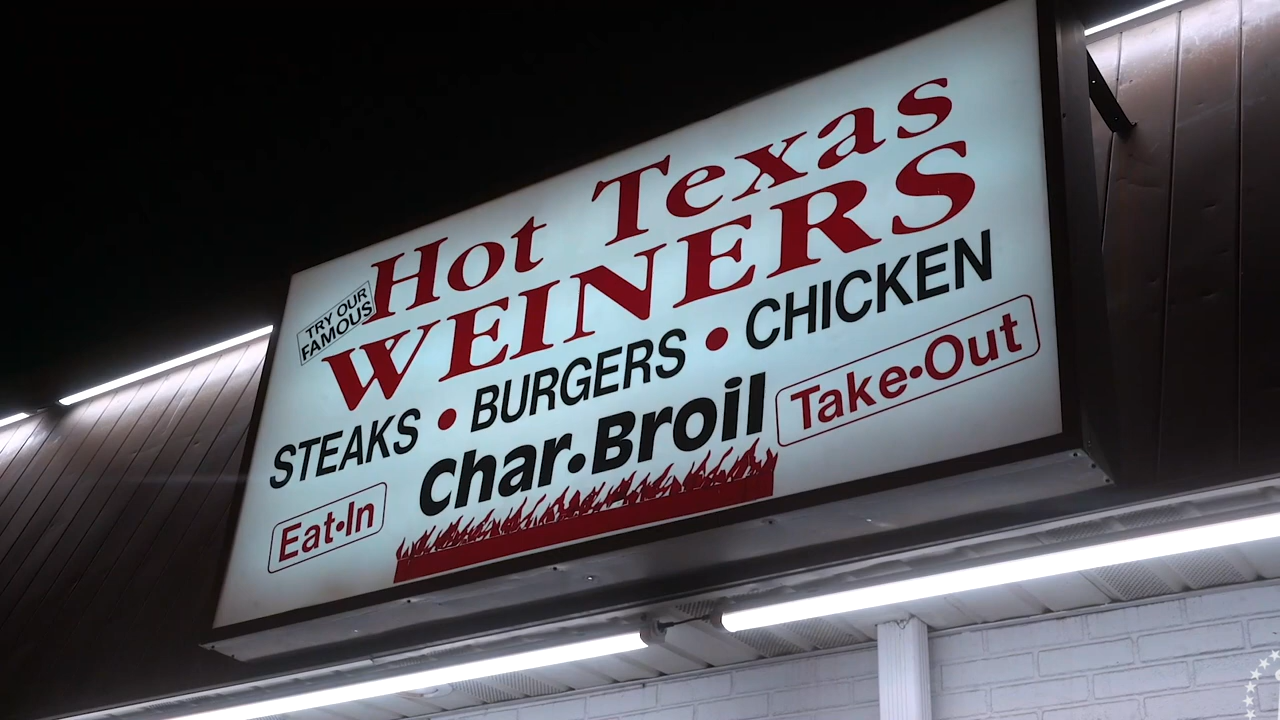 TRY OUR
FAMOUS
Hot Texas
WEINERS
STEAKS • BURGERS • CHICKEN
Eat•In
Char•Broil
Take•Out